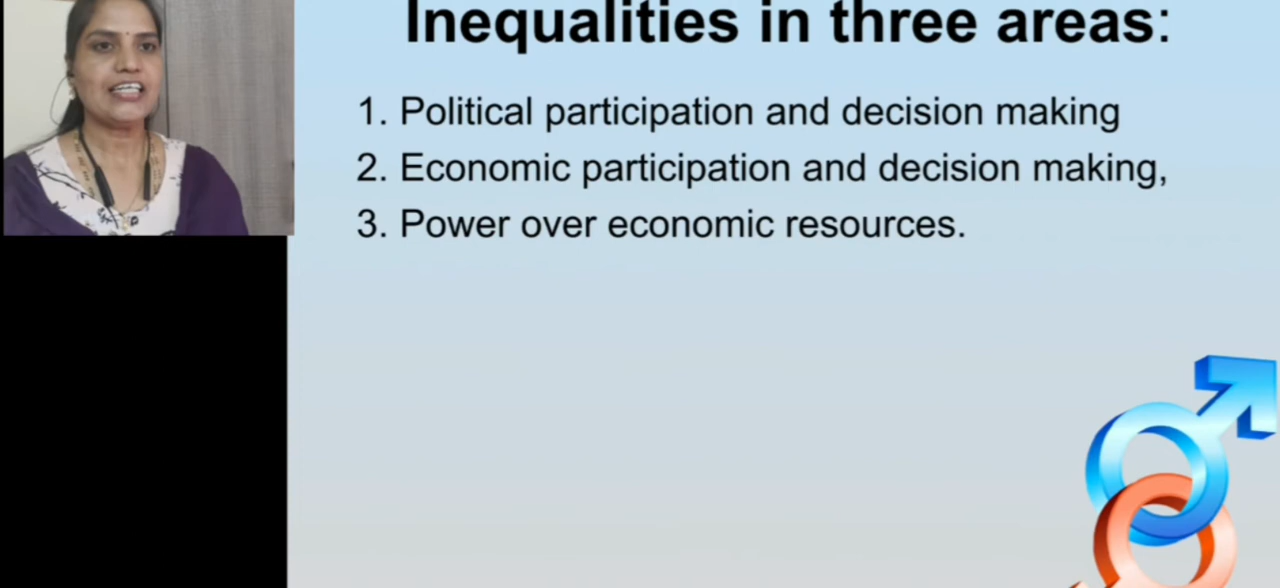 Inequalities in three areas:
1. Political participation and decision making
2. Economic participation and decision making,
3. Power over economic resources.